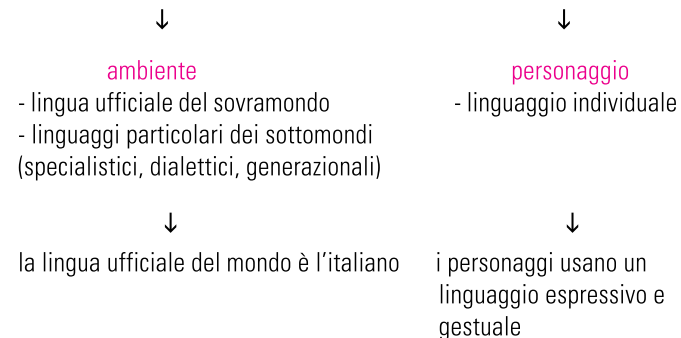 ↓ ↓
ambiente
- lingua ufficiale del sovramondo
- linguaggi particolari dei sottomondi
(specialistici, dialettici, generazionali)
↓
la lingua ufficiale del mondo è l'italiano
personaggio
- linguaggio individuale
↓
i personaggi usano un
linguaggio espressivo e
gestuale